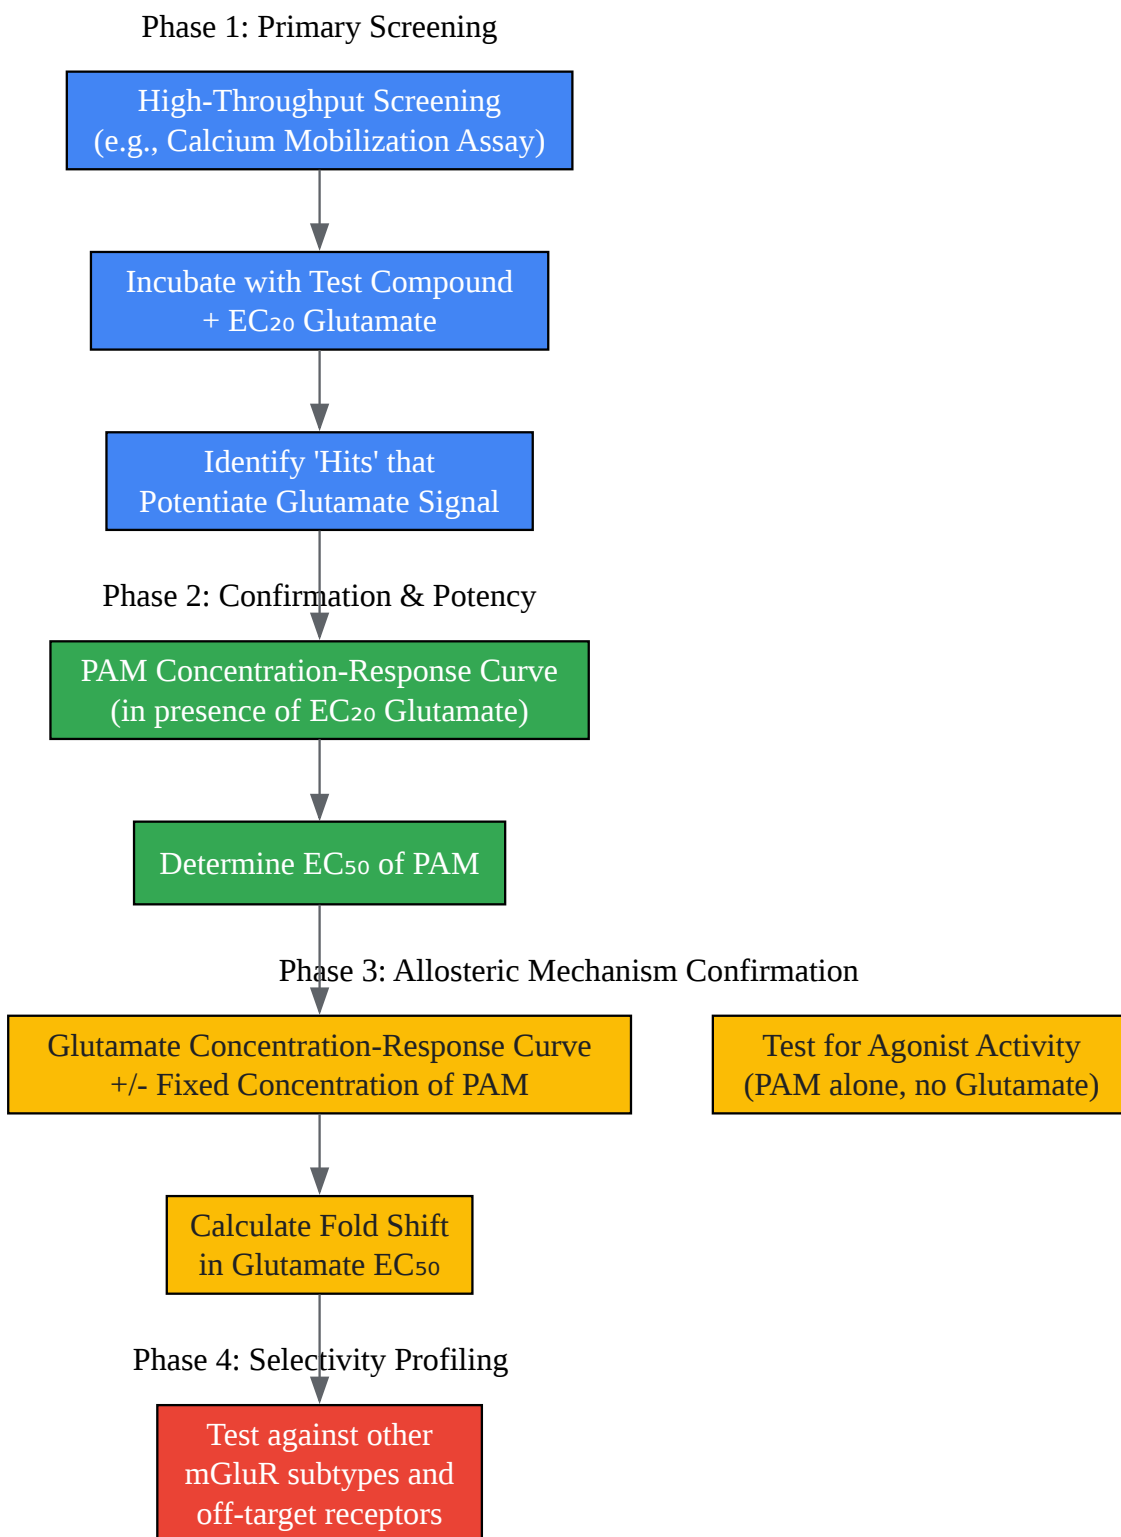 Phase 1: Primary Screening
High-Throughput Screening
(e.g., Calcium Mobilization Assay)
Incubate with Test Compound
+ EC₂₀ Glutamate
Identify 'Hits' that
Potentiate Glutamate Signal
Phase 2: Confirmation & Potency
PAM Concentration-Response Curve
(in presence of EC₂₀ Glutamate)
Determine EC₅₀ of PAM
Phase 3: Allosteric Mechanism Confirmation
Glutamate Concentration-Response Curve
+/- Fixed Concentration of PAM
Test for Agonist Activity
(PAM alone, no Glutamate)
Calculate Fold Shift
in Glutamate EC₅₀
Phase 4: Selectivity Profiling
Test against other
mGluR subtypes and
off-target receptors